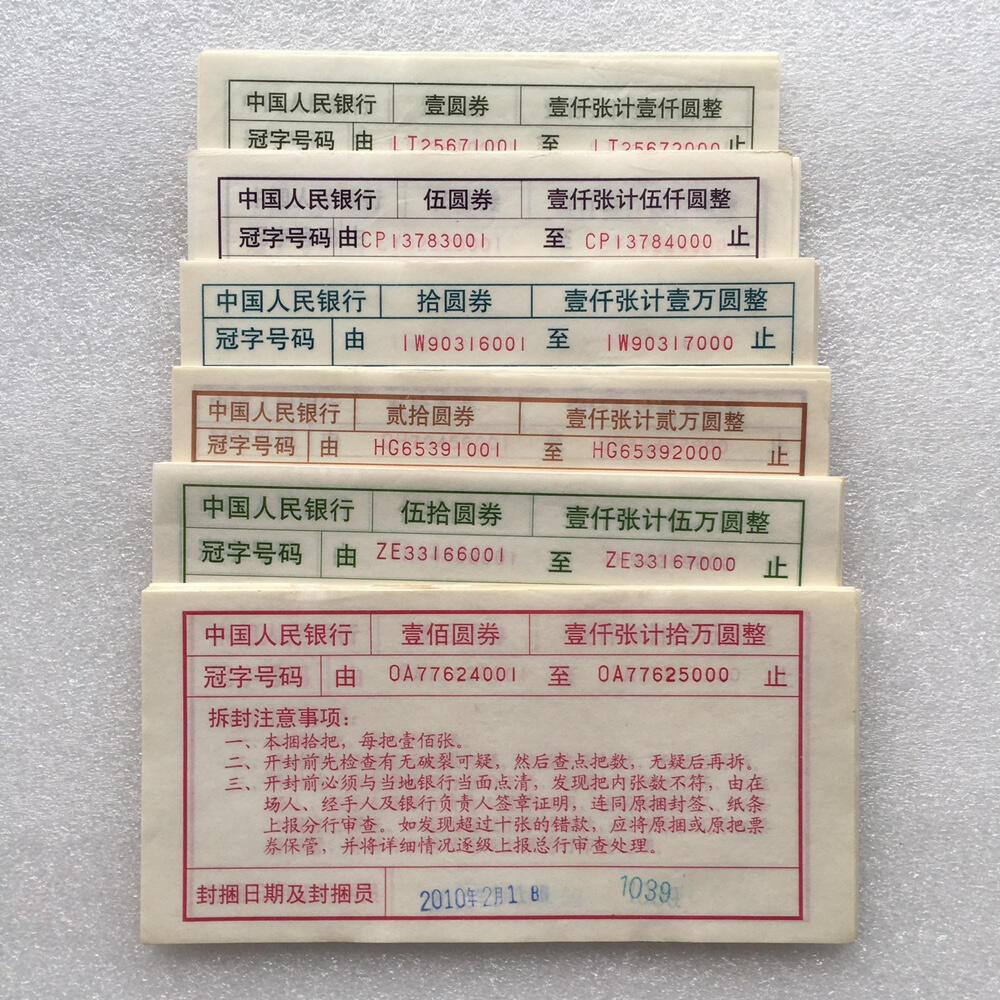 中国人民银行 壹圆券 壹仟张计壹仟圆整
冠字号码 由 IT25671001 至 IT25672000 止
中国人民银行 伍圆券 壹仟张计伍仟圆整
冠字号码 由 CP13783001 至 CP13784000 止
中国人民银行 拾圆券 壹仟张计壹万圆整
冠字号码 由 IW90316001 至 IW90317000 止
中国人民银行 贰拾圆券 壹仟张计贰万圆整
冠字号码 由 HG65391001 至 HG65392000 止
中国人民银行 伍拾圆券 壹仟张计伍万圆整
冠字号码 由 ZE33166001 至 ZE33167000 止
中国人民银行 壹佰圆券 壹仟张计拾万圆整
冠字号码 由 OA77624001 至 OA77625000 止
拆封注意事项:
一、本捆拾把,每把壹佰张。
二、开封前先检查有无破裂可疑,然后查点把数,无疑后再拆。
三、开封前必须与当地银行当面点清,发现把内张数不符,由在
场人、经手人及银行负责人签章证明,连同原捆封签、纸条
上报分行审查。如发现超过十张的错款,应将原捆或原把票
券保管,并将详细情况逐级上报总行审查处理。
封捆日期及封捆员 2010年2月1日 1039